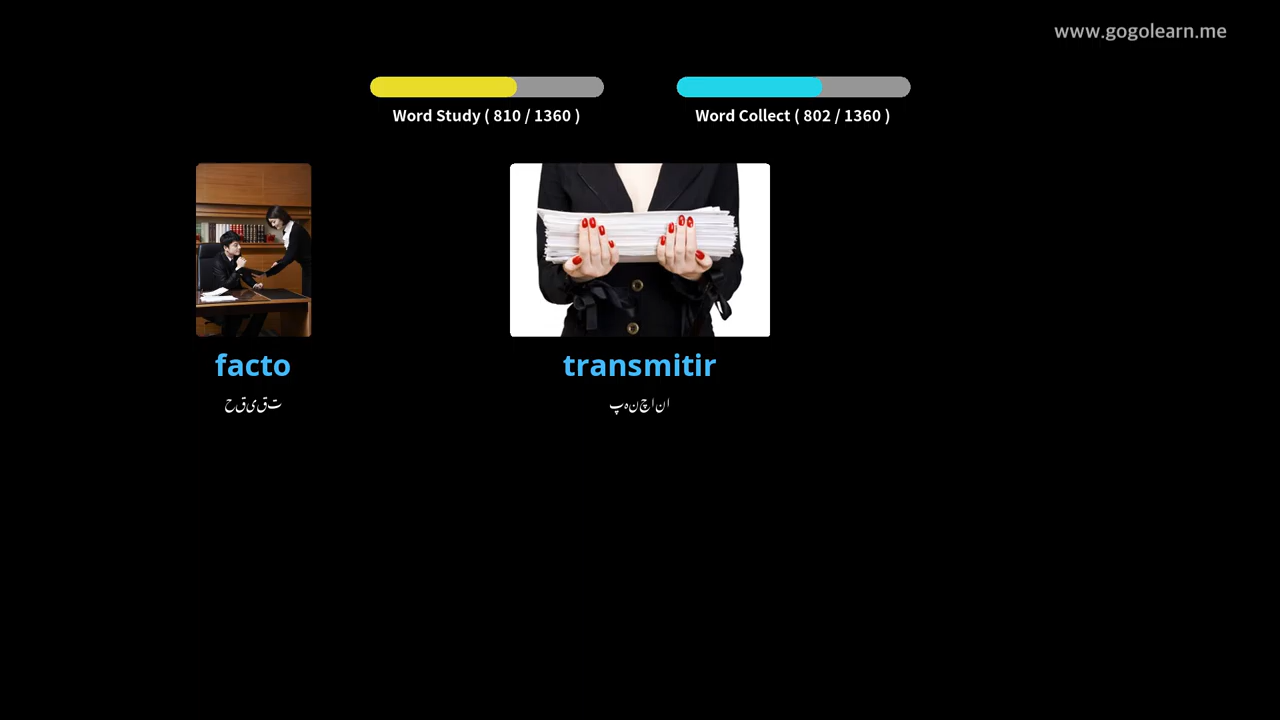 www.gogolearn.me
Word Study ( 810 / 1360 )
Word Collect ( 802 / 1360 )
facto
حقیقت
transmitir
پہنچانا